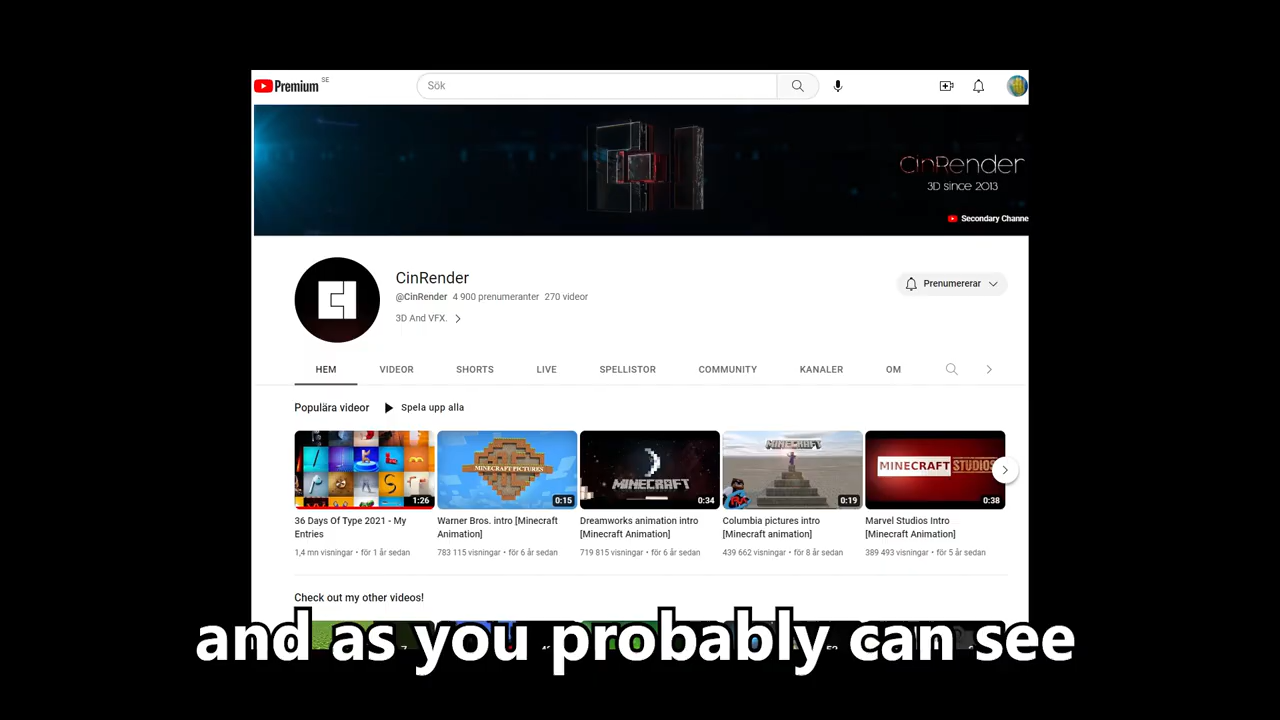 Premium SE
Sök
CinRender
3D since 2013
Secondary Channe
CinRender
@CinRender 4 900 prenumeranter 270 videor
3D And VFX.
Prenumererar
HEM VIDEOR SHORTS LIVE SPELLISTOR COMMUNITY KANALER OM
Populära videor Spela upp alla
MINECRAFT PICTURES
MINECRAFT
MINECRAFT
MINECRAFT STUDIOS
1:26 0:15 0:34 0:19 0:38
36 Days Of Type 2021 - My
Entries
1,4 mn visningar • för 1 år sedan
Warner Bros. intro [Minecraft
Animation]
783 115 visningar • för 6 år sedan
Dreamworks animation intro
[Minecraft Animation]
719 815 visningar • för 6 år sedan
Columbia pictures intro
[Minecraft animation]
439 662 visningar • för 8 år sedan
Marvel Studios Intro
[Minecraft Animation]
389 493 visningar • för 5 år sedan
Check out my other videos!
and as you probably can see